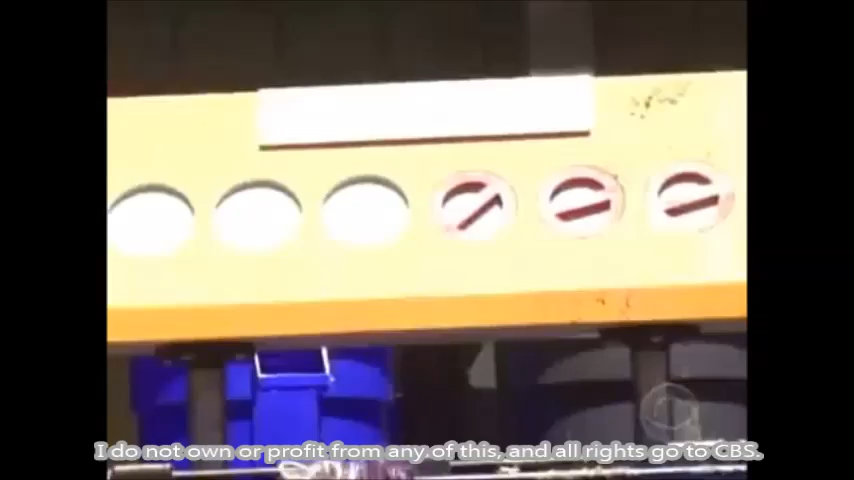 I do not own or profit from any of this, and all rights go to CBS.